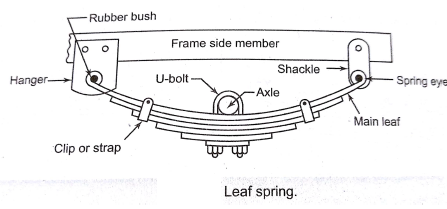 Rubber bush
Frame side member
Shackle
Hanger
U-bolt
Axle
Spring eye
Main leaf
Clip or strap
Leaf spring.